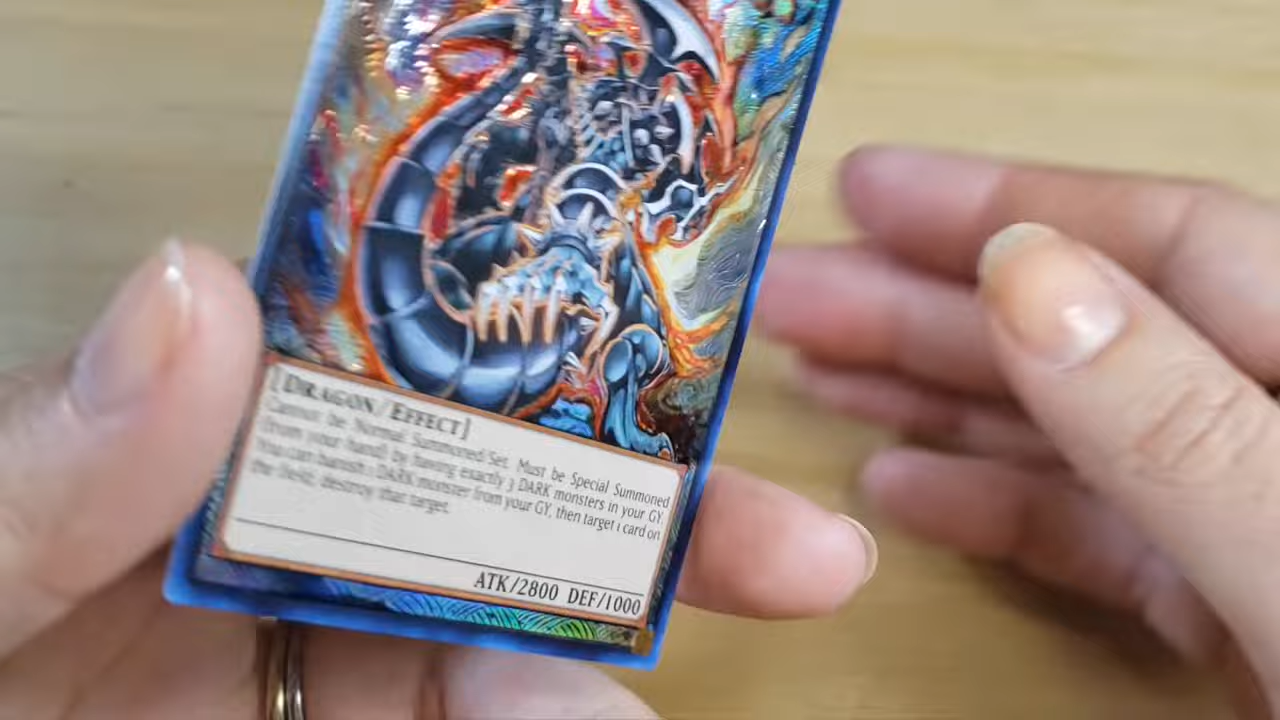 [DRAGON/EFFECT]
Cannot be Normal Summoned/Set. Must be Special Summoned
(from your hand) by having exactly 3 DARK monsters in your GY.
You can banish 1 DARK monster from your GY, then target 1 card on
the field; destroy that target.
ATK/2800 DEF/1000